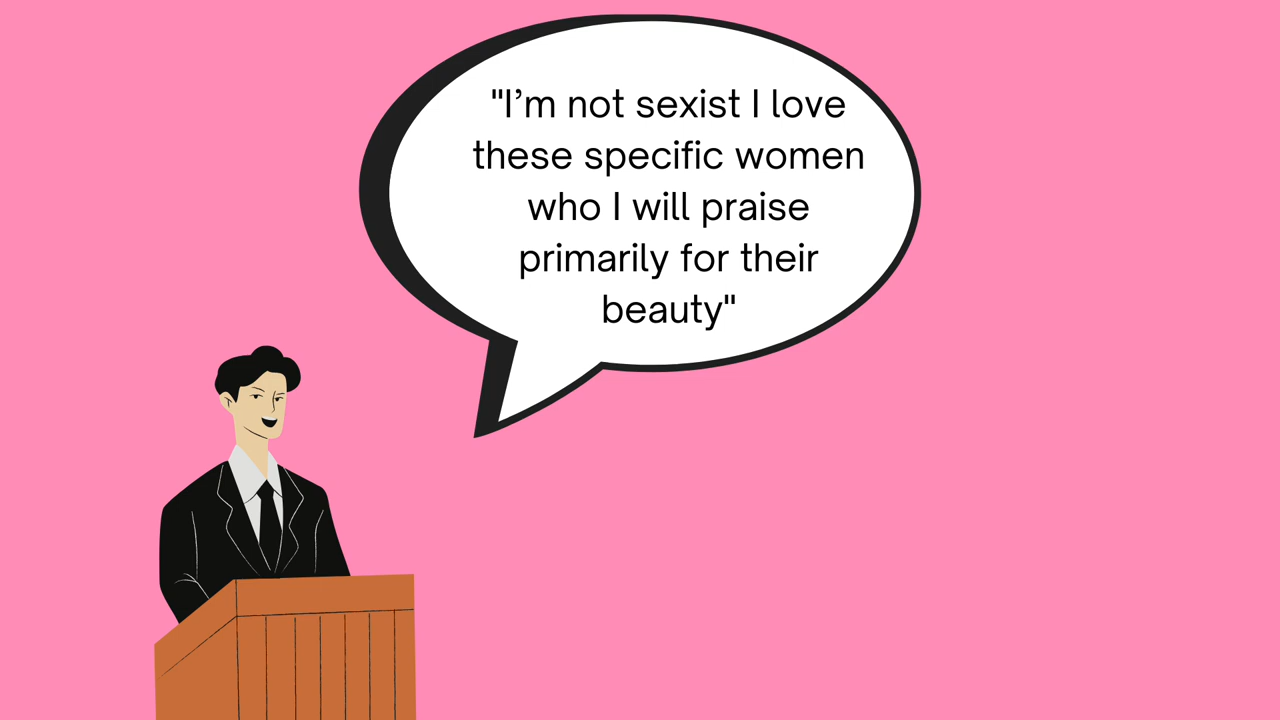 "I’m not sexist I love
these specific women
who I will praise
primarily for their
beauty"